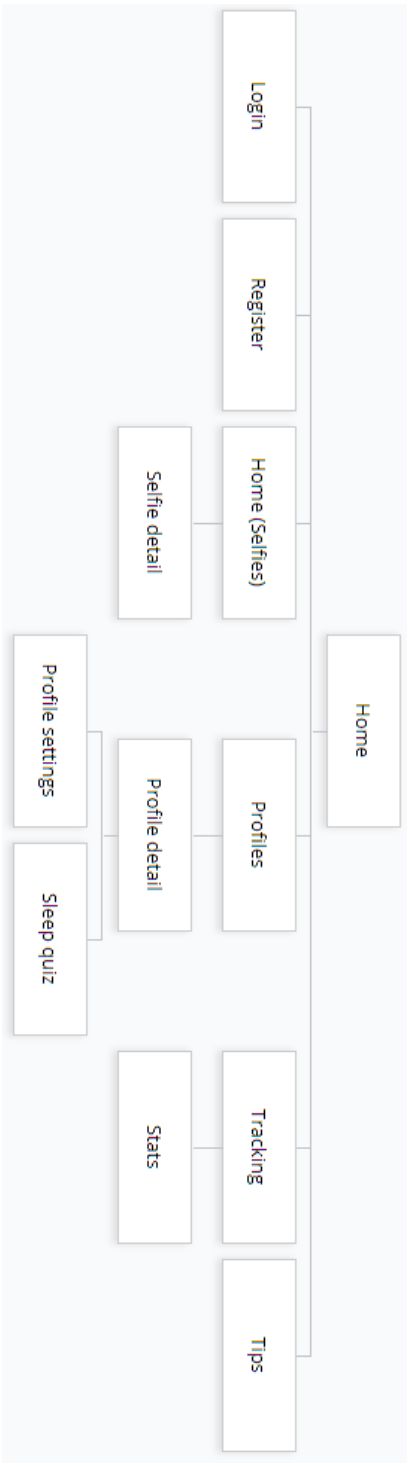 Home
Login
Register
Home (Selfies)
Profiles
Tracking
Tips
Selfie detail
Profile detail
Stats
Profile settings
Sleep quiz